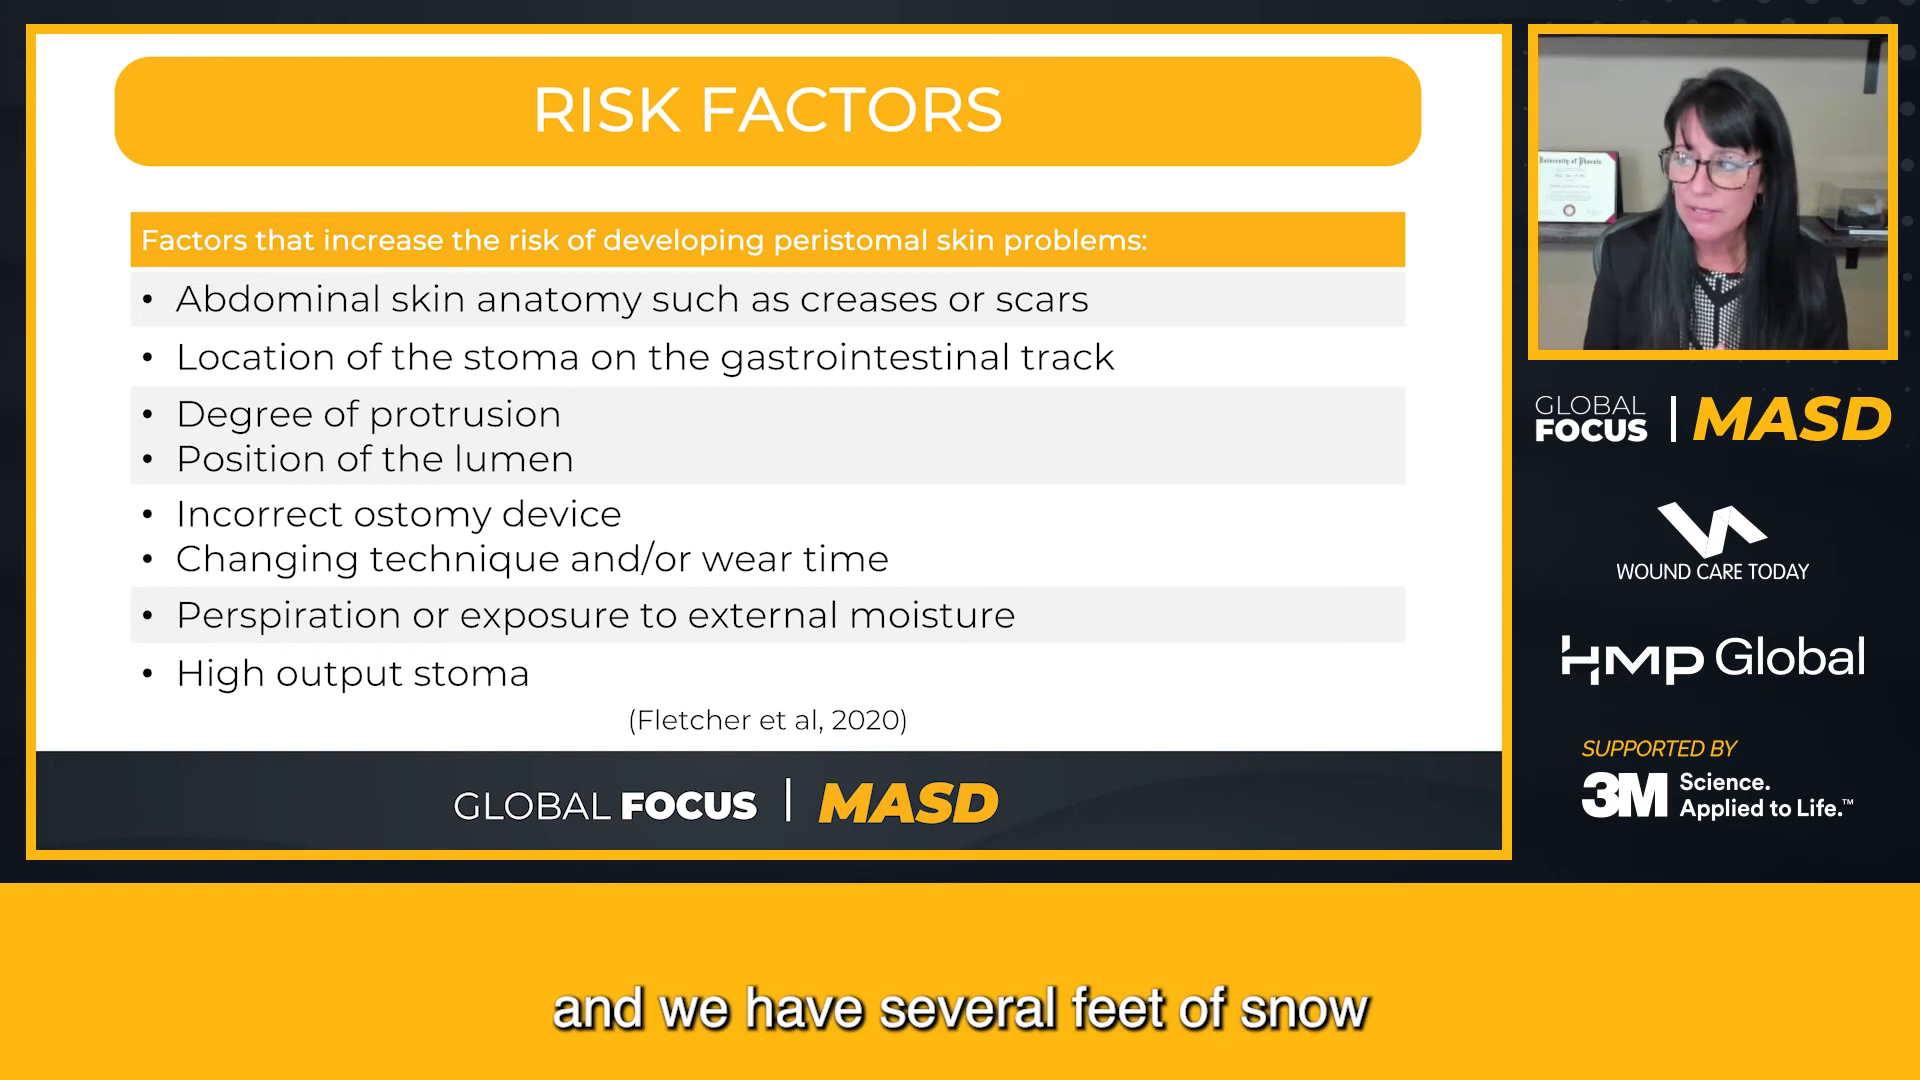 RISK FACTORS
Factors that increase the risk of developing peristomal skin problems:
• Abdominal skin anatomy such as creases or scars
• Location of the stoma on the gastrointestinal track
• Degree of protrusion
• Position of the lumen
• Incorrect ostomy device
• Changing technique and/or wear time
• Perspiration or exposure to external moisture
• High output stoma
(Fletcher et al, 2020)
GLOBAL FOCUS | MASD
University of Phoenix
GLOBAL
FOCUS | MASD
WOUND CARE TODAY
HMP Global
SUPPORTED BY
3M Science.
Applied to Life.™
and we have several feet of snow